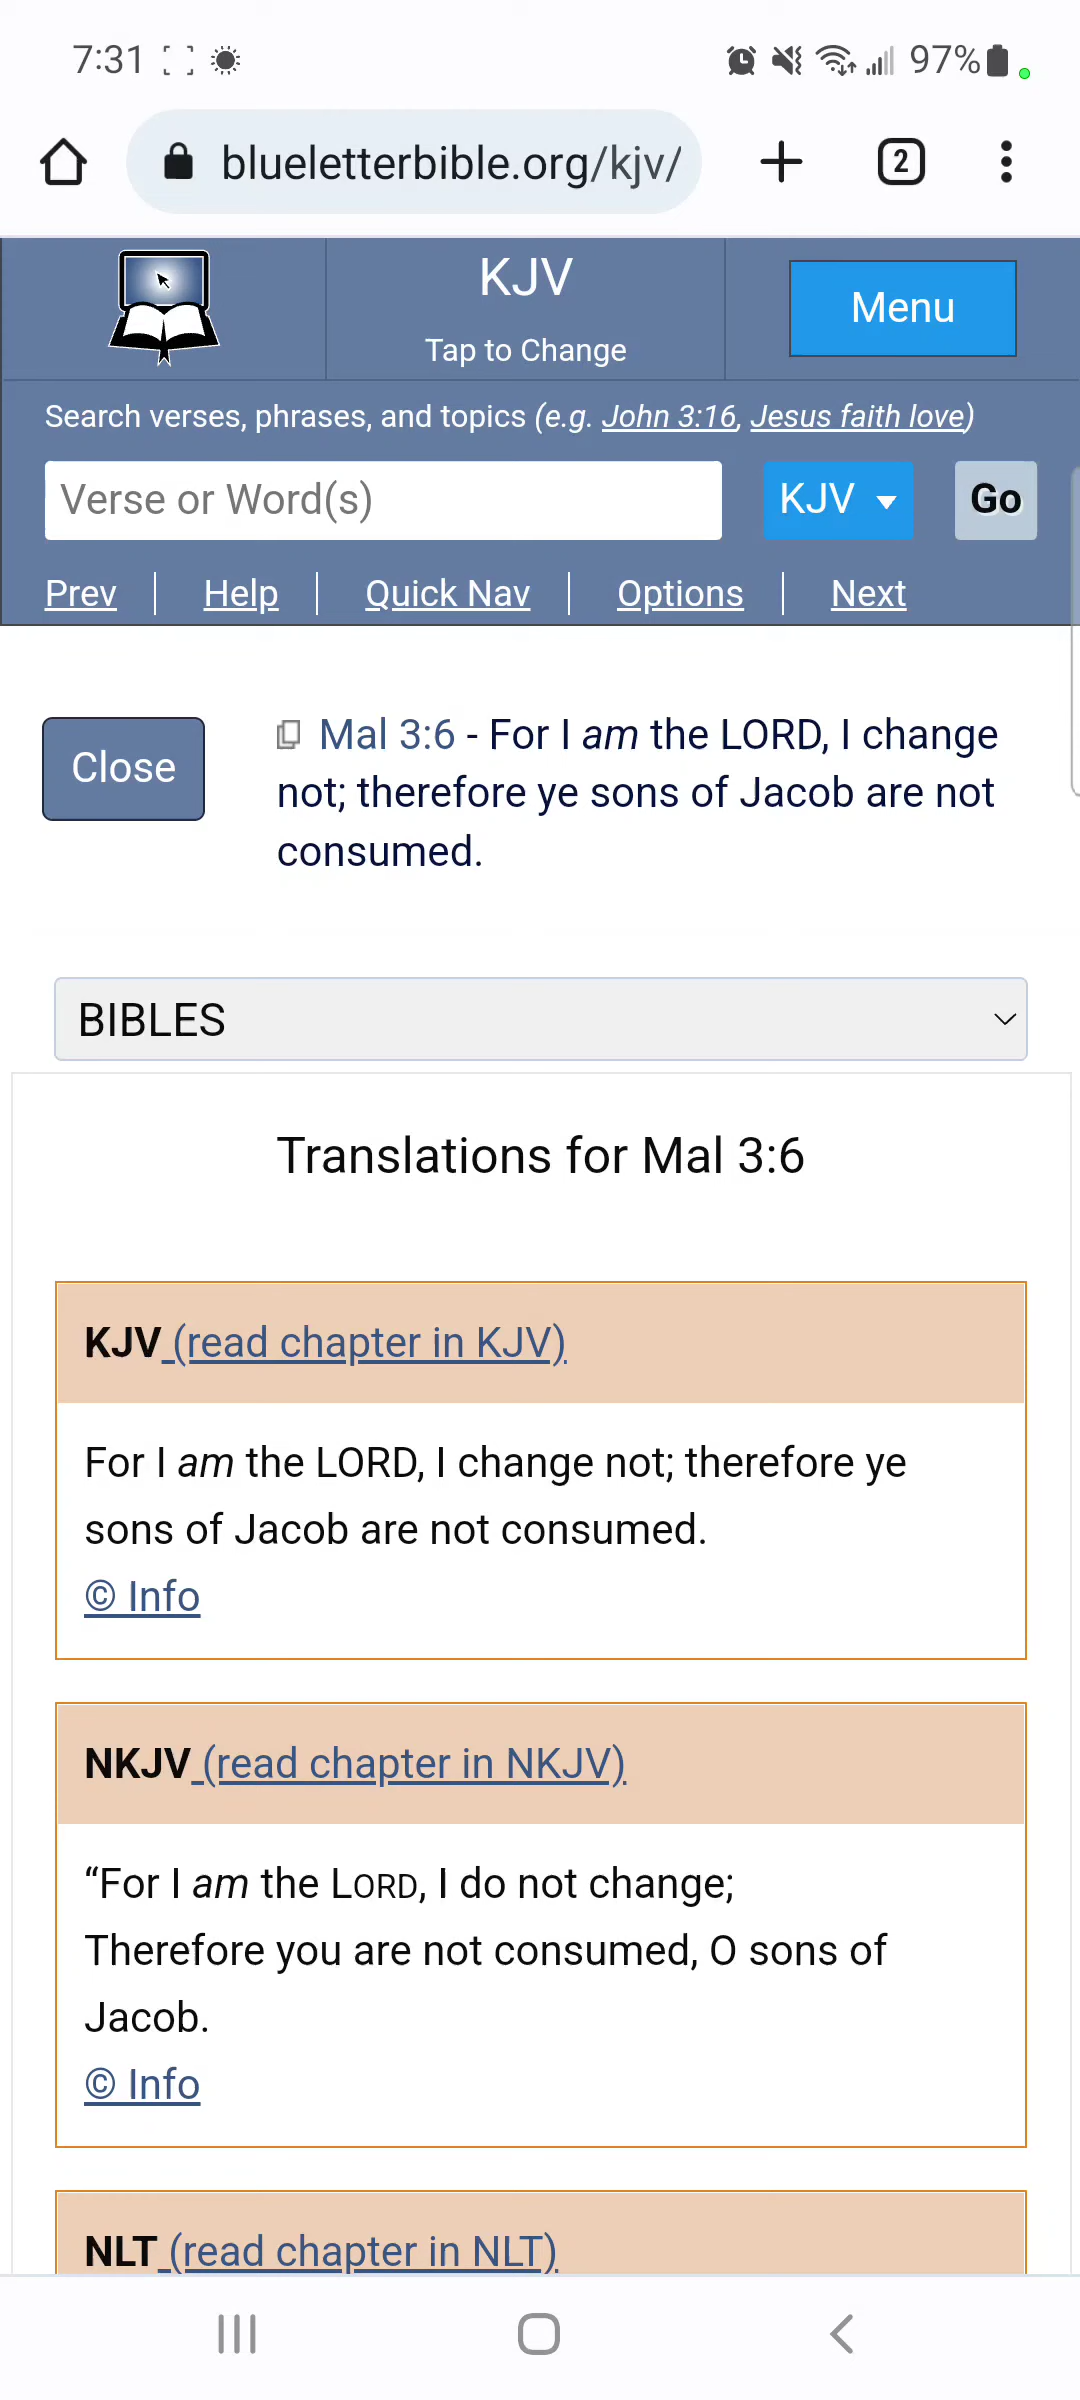 7:31 97%
blueletterbible.org/kjv/ 2
KJV
Tap to Change
Menu
Search verses, phrases, and topics (e.g. John 3:16, Jesus faith love)
Verse or Word(s) KJV Go
Prev Help Quick Nav Options Next
Close
Mal 3:6 - For I am the LORD, I change
not; therefore ye sons of Jacob are not
consumed.
BIBLES
Translations for Mal 3:6
KJV (read chapter in KJV)
For I am the LORD, I change not; therefore ye
sons of Jacob are not consumed.
© Info
NKJV (read chapter in NKJV)
“For I am the LORD, I do not change;
Therefore you are not consumed, O sons of
Jacob.
© Info
NLT (read chapter in NLT)